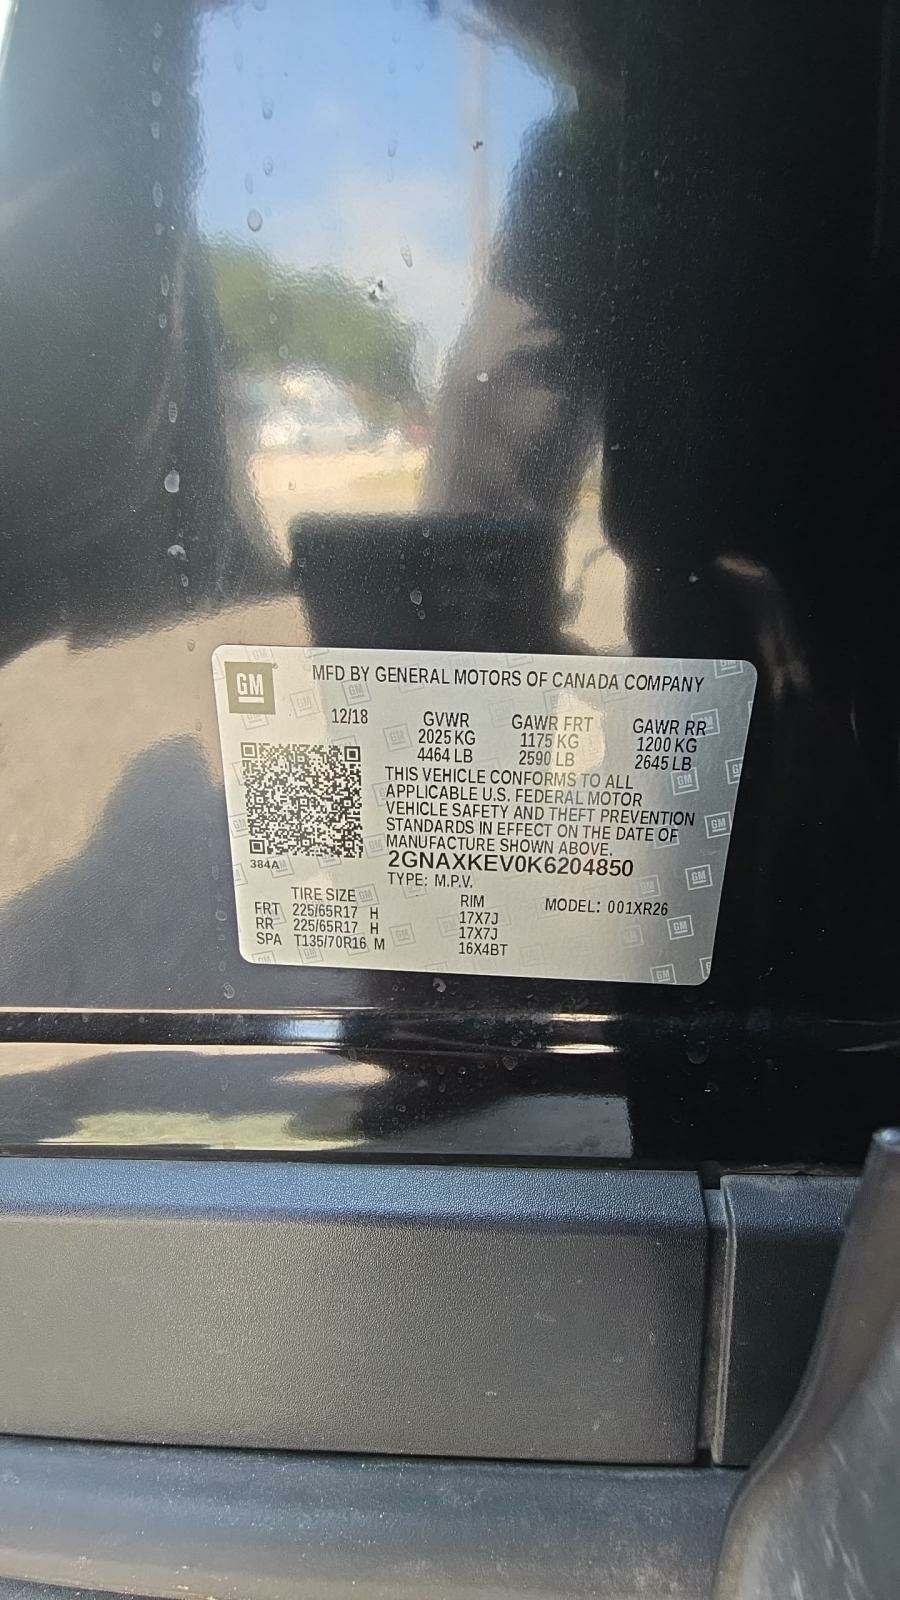 GM
MFD BY GENERAL MOTORS OF CANADA COMPANY
12/18 GVWR GAWR FRT GAWR RR
2025 KG 1175 KG 1200 KG
4464 LB 2590 LB 2645 LB
THIS VEHICLE CONFORMS TO ALL
APPLICABLE U.S. FEDERAL MOTOR
VEHICLE SAFETY AND THEFT PREVENTION
STANDARDS IN EFFECT ON THE DATE OF
MANUFACTURE SHOWN ABOVE.
384A
2GNAXKEV0K6204850
TYPE: M.P.V.
TIRE SIZE RIM MODEL: 001XR26
FRT 225/65R17 H 17X7J
RR 225/65R17 H 17X7J
SPA T135/70R16 M 16X4BT